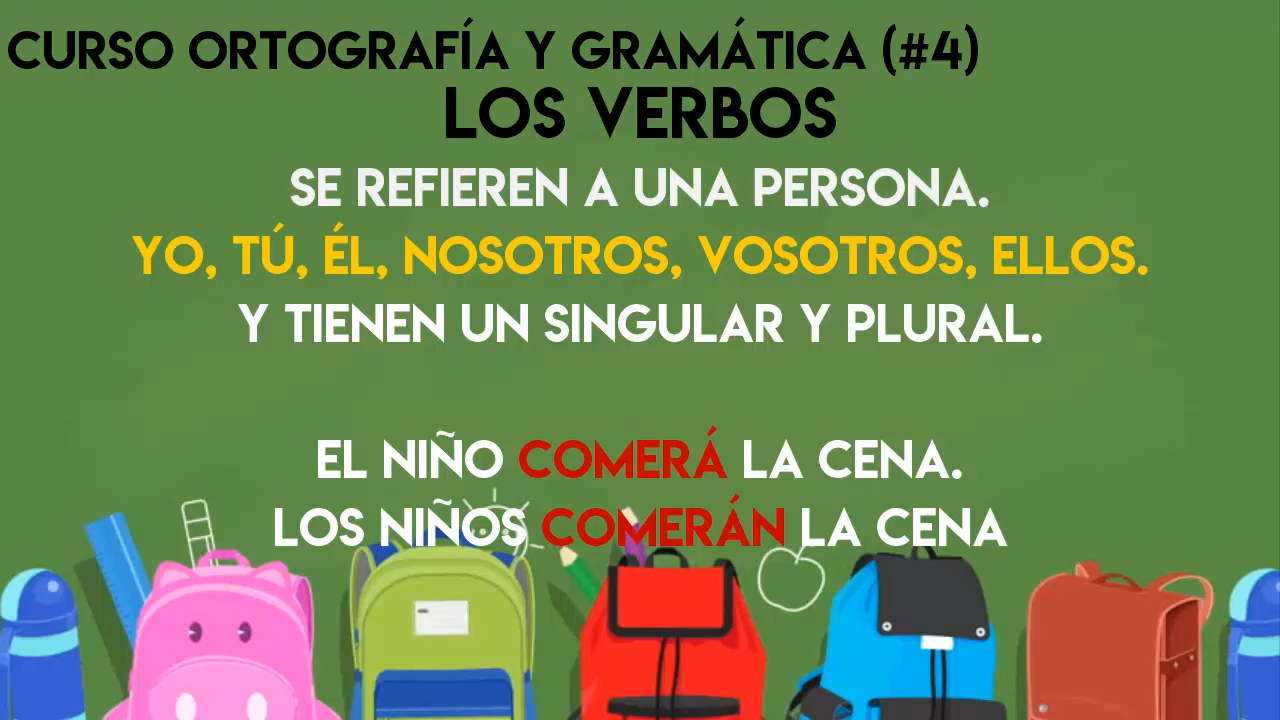 CURSO ORTOGRAFÍA Y GRAMÁTICA (#4)
LOS VERBOS
SE REFIEREN A UNA PERSONA.
YO, TÚ, ÉL, NOSOTROS, VOSOTROS, ELLOS.
Y TIENEN UN SINGULAR Y PLURAL.
EL NIÑO COMERÁ LA CENA.
LOS NIÑOS COMERÁN LA CENA